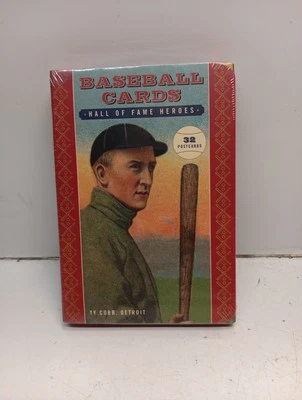 BASEBALL
CARDS
·HALL OF FAME HEROES·
32
POSTCARDS
TY COBB, DETROIT